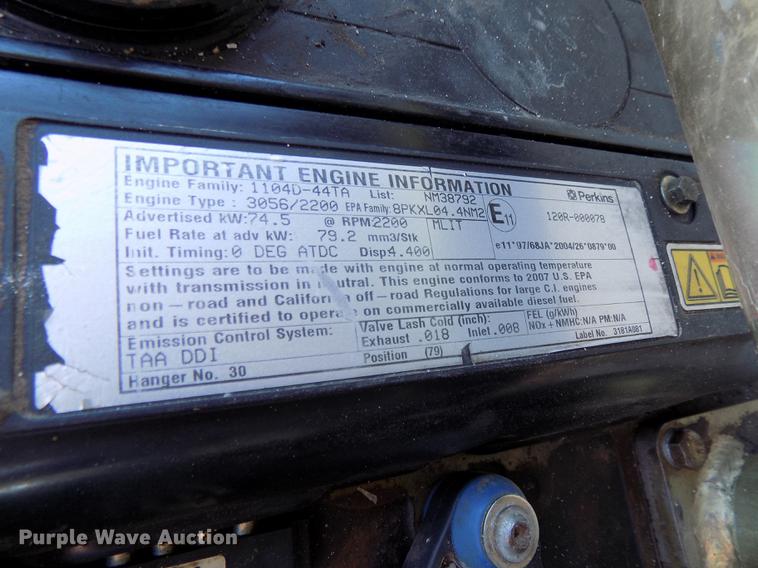 IMPORTANT ENGINE INFORMATION
Perkins
Engine Family: 1104D-44TA List: NM38792
Engine Type : 3056/2200 EPA Family: 8PKXL04.4NM2
E11
120R-000078
Advertised kW: 74.5 @ RPM: 2200 MLIT
Fuel Rate at adv kW: 79.2 mm3/Stk
e11*97/68JA*2004/26*0879*00
Init. Timing: 0 DEG ATDC Disp: 4.400
Settings are to be made with engine at normal operating temperature
with transmission in neutral. This engine conforms to 2007 U.S. EPA
non-road and California off-road Regulations for large C.I. engines
and is certified to operate on commercially available diesel fuel.
Emission Control System:
TAA DDI
Valve Lash Cold (inch):
Exhaust .018 Inlet .008
FEL (g/kWh)
NOx + NMHC: N/A PM: N/A
Hanger No. 30
Position (79)
Label No. 3181A081
Purple Wave Auction